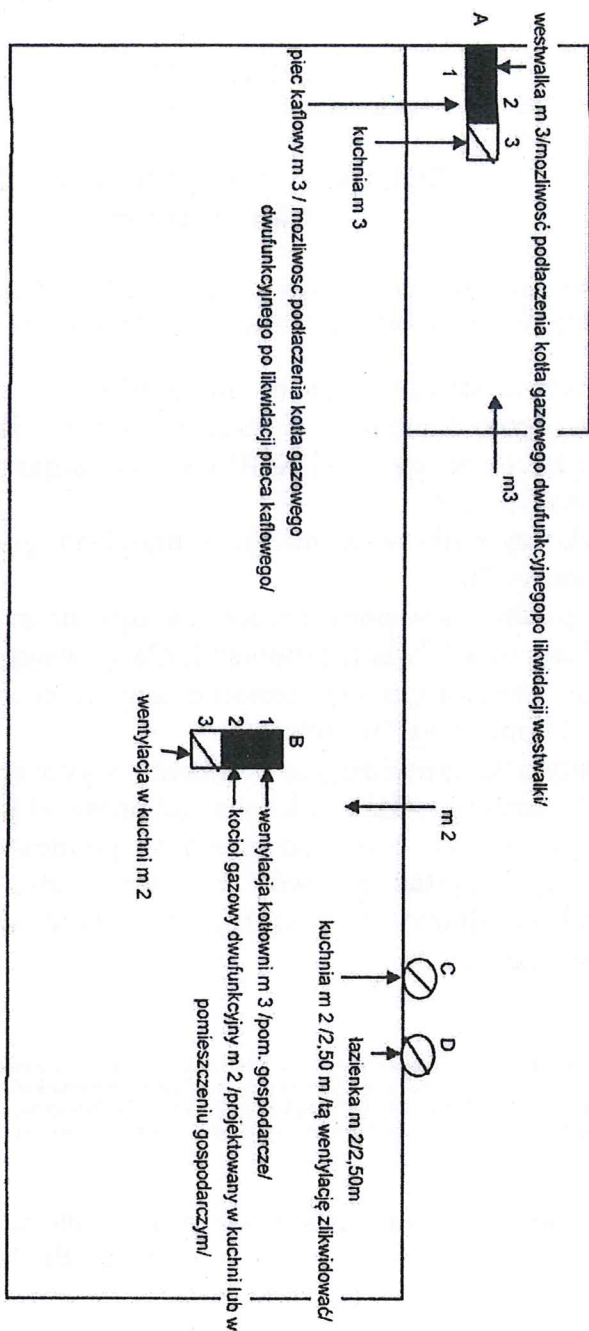 westwalka m 3/mozliwosć podłaczenia kotła gazowego dwufunkcyjnegopo likwidacji westwalki/
A
1
2
3
m3
kuchnia m 3
piec kaflowy m 3 / mozliwosc podłaczenia kotła gazowego
dwufunkcyjnego po likwidacji pieca kaflowego/
m 2
C
D
łazienka m 2/2,50m
kuchnia m 2 /2,50 m /tą wentylację zlikwidować/
B
1
2
3
wentylacja kotłowni m 3 /pom. gospodarcze/
kocioł gazowy dwufunkcyjny m 2 /projektowany w kuchni lub w
pomieszczeniu gospodarczym/
wentylacja w kuchni m 2